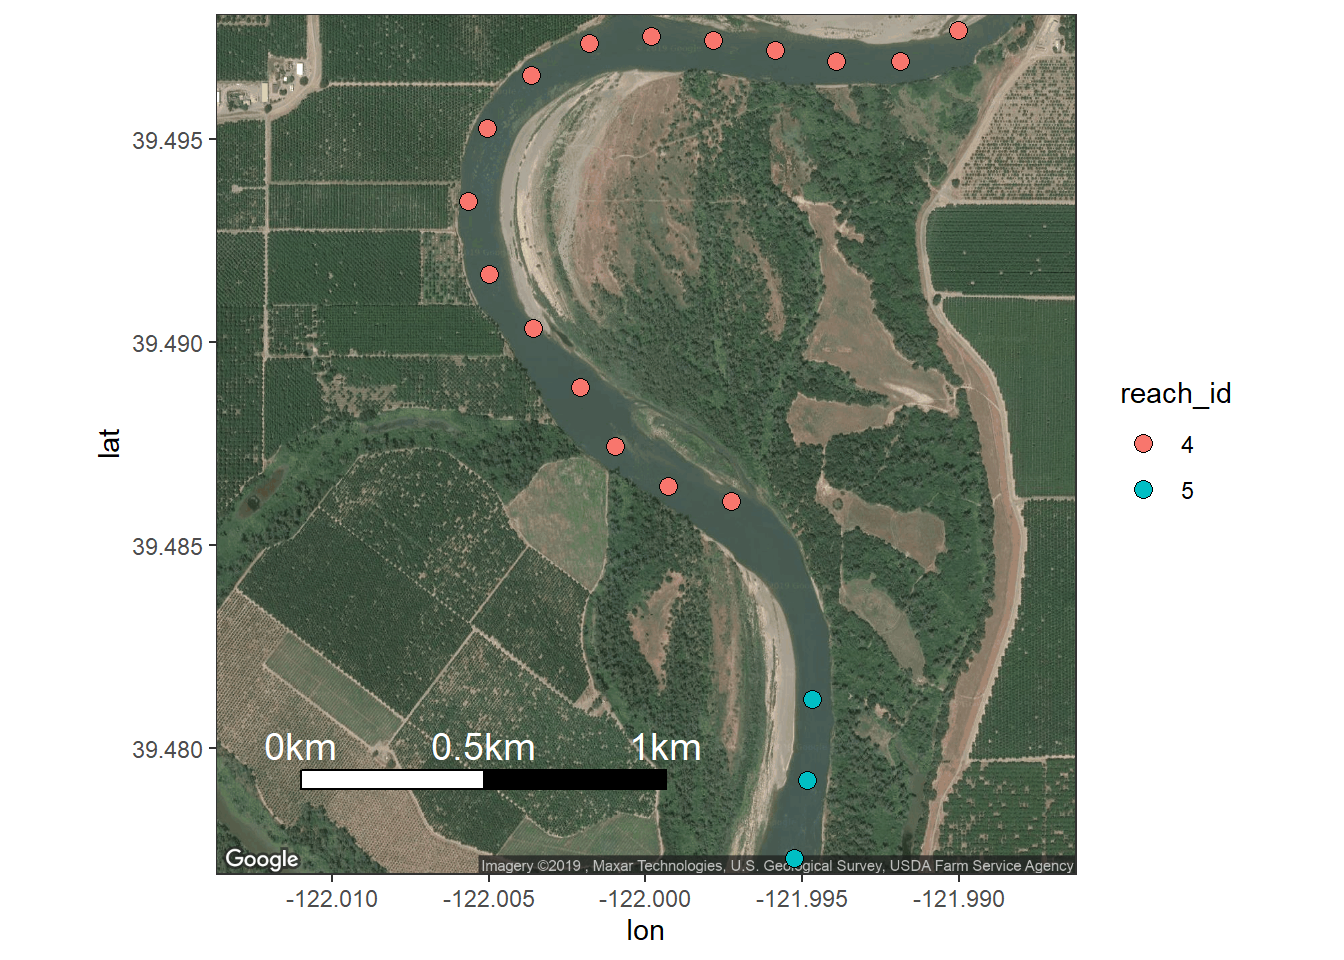 39.495
39.490
39.485
39.480
lat
0km 0.5km 1km
Google
Imagery ©2019 , Maxar Technologies, U.S. Geological Survey, USDA Farm Service Agency
-122.010 -122.005 -122.000 -121.995 -121.990
lon
reach_id
4
5